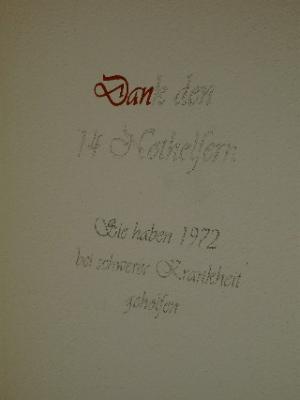 Dank den
14 Nothelfern
Sie haben 1972
bei schwerer Krankheit
geholfen